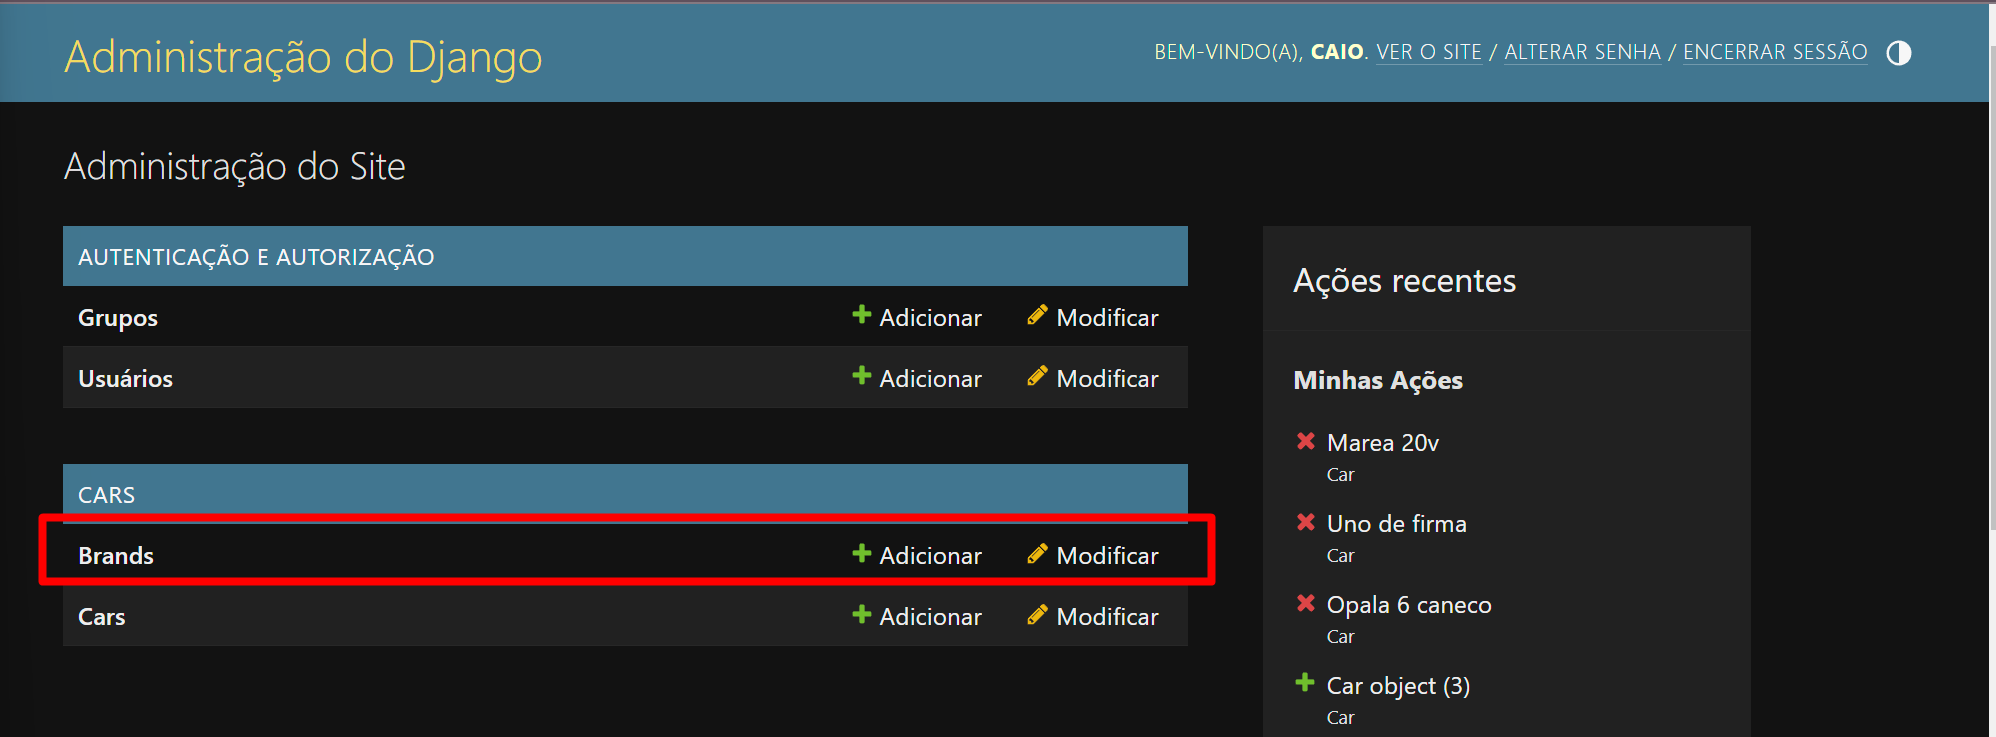 Administração do Django
BEM-VINDO(A), CAIO. VER O SITE / ALTERAR SENHA / ENCERRAR SESSÃO
Administração do Site
AUTENTICAÇÃO E AUTORIZAÇÃO
Grupos Adicionar Modificar
Usuários Adicionar Modificar
CARS
Brands Adicionar Modificar
Cars Adicionar Modificar
Ações recentes
Minhas Ações
Marea 20v
Car
Uno de firma
Car
Opala 6 caneco
Car
Car object (3)
Car